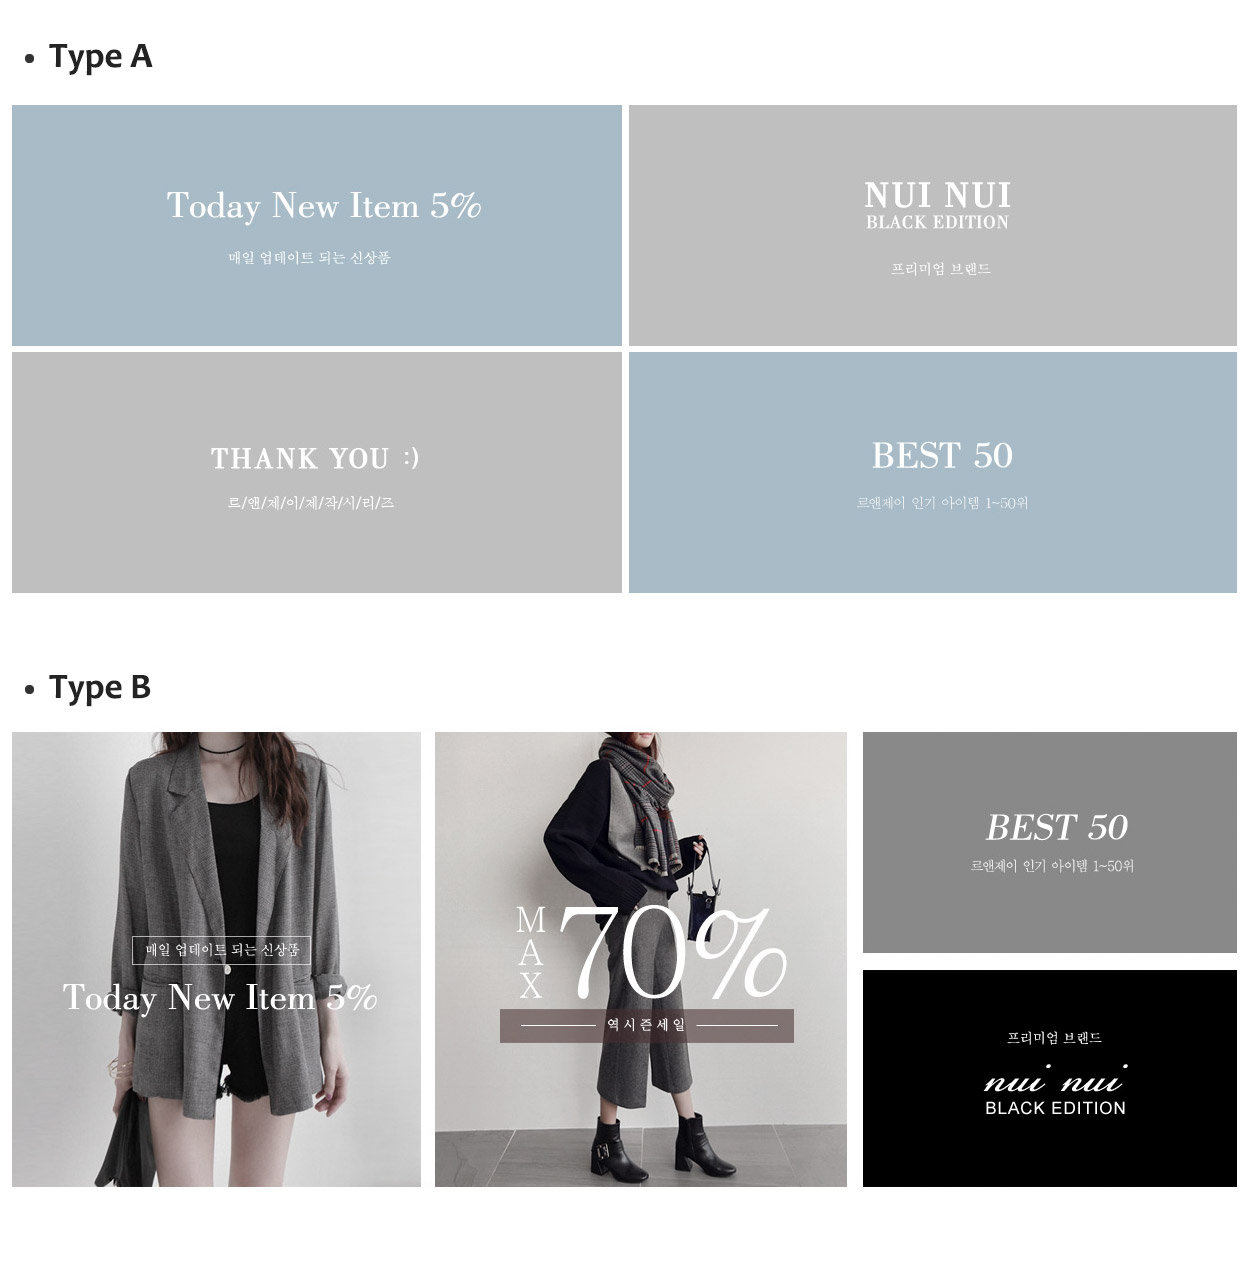 • Type A
Today New Item 5%
매일 업데이트 되는 신상품
NUI NUI
BLACK EDITION
프리미엄 브랜드
THANK YOU :)
르/앤/제/이/제/작/시/리/즈
BEST 50
르앤제이 인기 아이템 1~50위
• Type B
매일 업데이트 되는 신상품
Today New Item 5%
MAX
70%
역시즌세일
BEST 50
르앤제이 인기 아이템 1~50위
프리미엄 브랜드
nui nui
BLACK EDITION